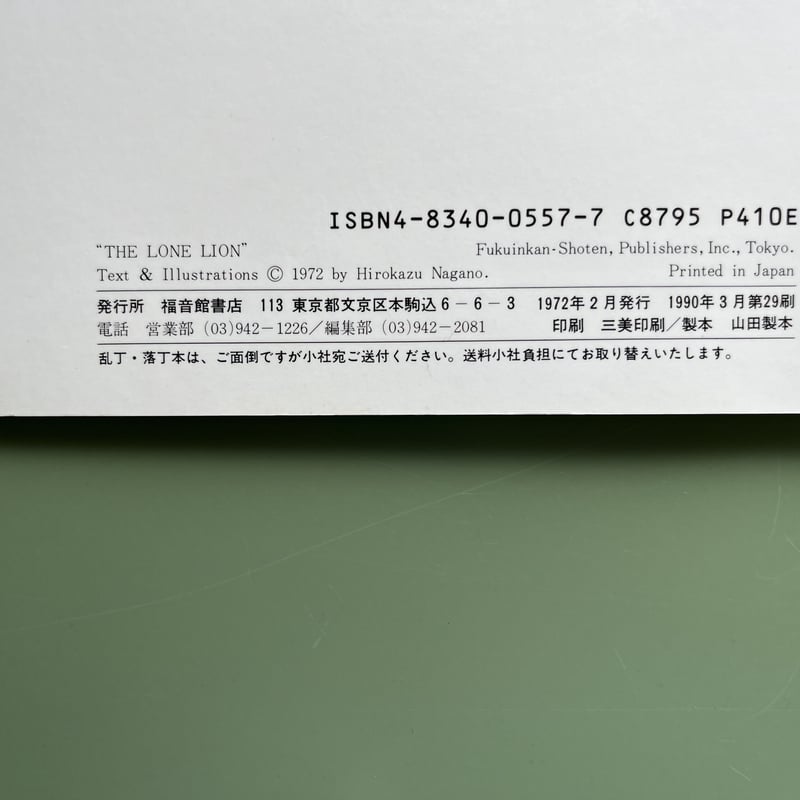 ISBN4-8340-0557-7 C8795 P410E
“THE LONE LION” Fukuinkan-Shoten, Publishers, Inc., Tokyo.
Text & Illustrations © 1972 by Hirokazu Nagano. Printed in Japan
発行所 福音館書店 113 東京都文京区本駒込6-6-3 1972年2月発行 1990年3月第29刷
電話 営業部 (03)942-1226/編集部 (03)942-2081 印刷 三美印刷/製本 山田製本
乱丁・落丁本は、ご面倒ですが小社宛ご送付ください。送料小社負担にてお取り替えいたします。